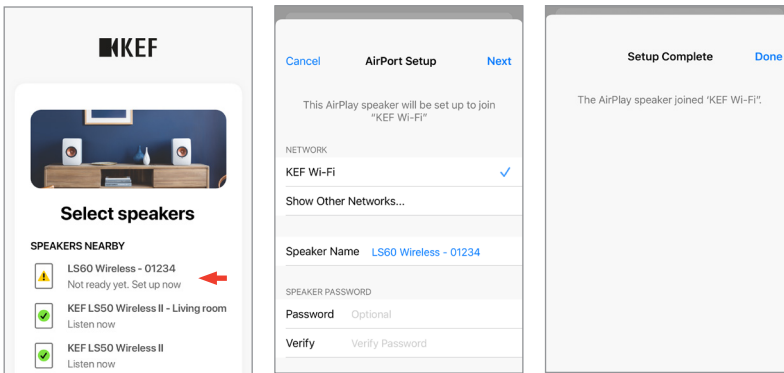 KEF
Select speakers
SPEAKERS NEARBY
LS60 Wireless - 01234
Not ready yet. Set up now
KEF LS50 Wireless II - Living room
Listen now
KEF LS50 Wireless II
Listen now
Cancel AirPort Setup Next
This AirPlay speaker will be set up to join
“KEF Wi-Fi”
NETWORK
KEF Wi-Fi
Show Other Networks...
Speaker Name LS60 Wireless - 01234
SPEAKER PASSWORD
Password Optional
Verify Verify Password
Setup Complete Done
The AirPlay speaker joined ‘KEF Wi-Fi”.